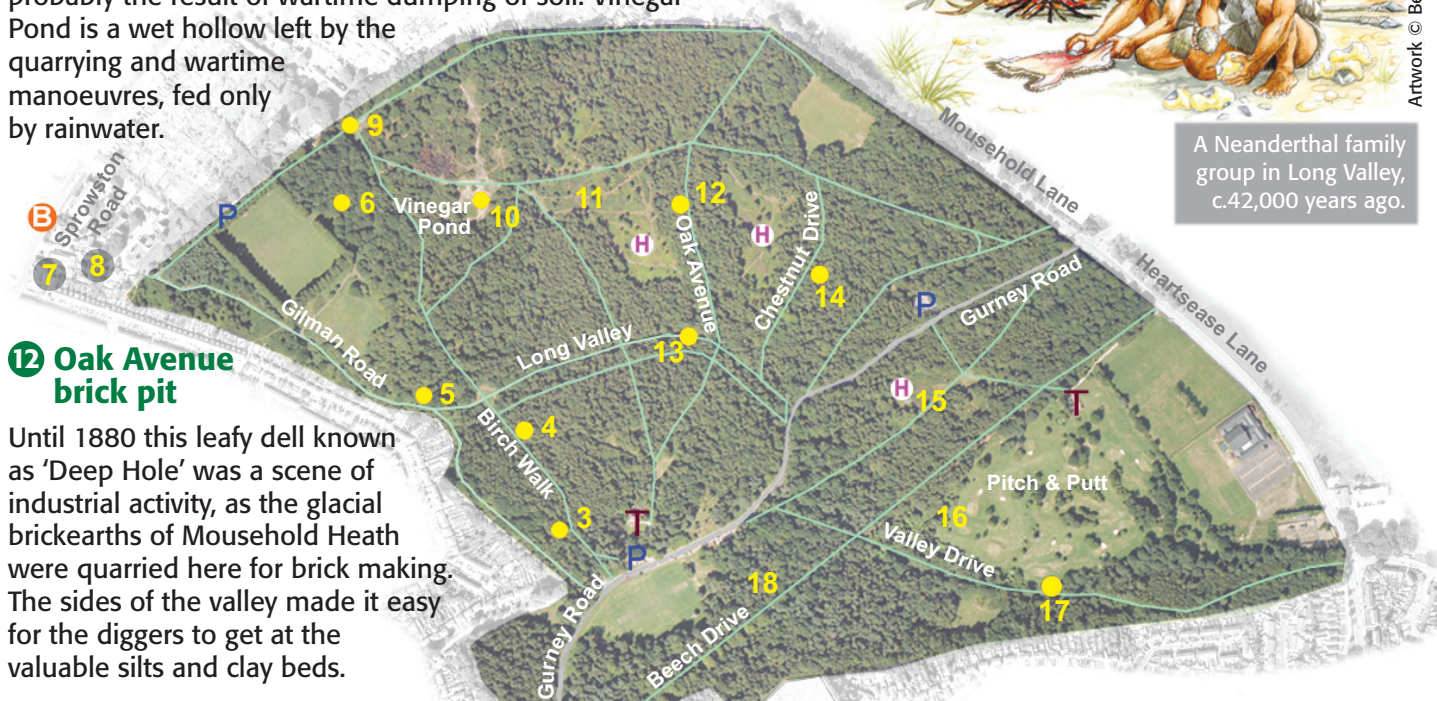 probably the result of wartime dumping of soil. Vinegar
Pond is a wet hollow left by the
quarrying and wartime
manoeuvres, fed only
by rainwater.
Artwork © Be
A Neanderthal family
group in Long Valley,
c.42,000 years ago.
Mousehold Lane
Heartsease Lane
9
Sprowston
Road
B
P
7
8
6
Vinegar
Pond
10
11
12
H
H
Oak Avenue
Chestnut Drive
14
P
Gurney Road
Gilman Road
Long Valley
13
5
4
Birch Walk
H
15
T
Pitch & Putt
3
T
P
16
Valley Drive
17
18
Gurney Road
Beech Drive
12 Oak Avenue
brick pit
Until 1880 this leafy dell known
as ‘Deep Hole’ was a scene of
industrial activity, as the glacial
brickearths of Mousehold Heath
were quarried here for brick making.
The sides of the valley made it easy
for the diggers to get at the
valuable silts and clay beds.